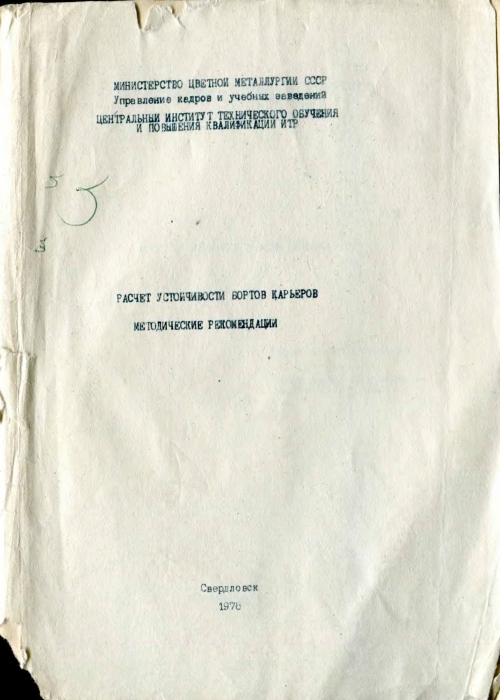 МИНИСТЕРСТВО ЦВЕТНОЙ МЕТАЛЛУРГИИ СССР
Управление кадров и учебных заведений
ЦЕНТРАЛЬНЫЙ ИНСТИТУТ ТЕХНИЧЕСКОГО ОБУЧЕНИЯ
И ПОВЫШЕНИЯ КВАЛИФИКАЦИИ ИТР
РАСЧЕТ УСТОЙЧИВОСТИ БОРТОВ КАРЬЕРОВ
МЕТОДИЧЕСКИЕ РЕКОМЕНДАЦИИ
Свердловск